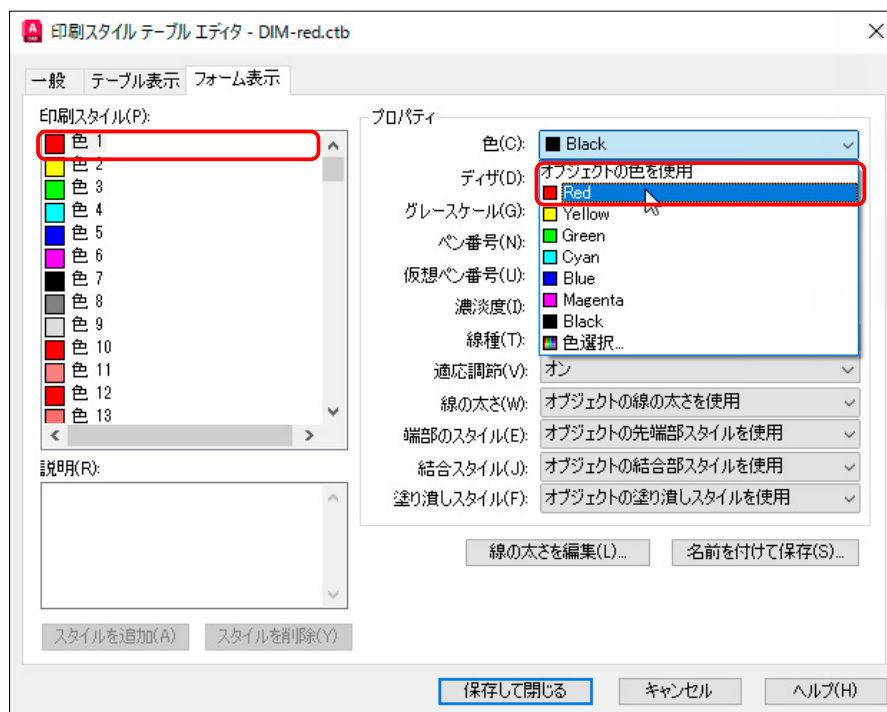 印刷スタイル テーブル エディタ - DIM-red.ctb
一般 テーブル表示 フォーム表示
印刷スタイル(P):
色 1
色 2
色 3
色 4
色 5
色 6
色 7
色 8
色 9
色 10
色 11
色 12
色 13
説明(R):
スタイルを追加(A) スタイルを削除(Y)
プロパティ
色(C): Black
ディザ(D): オブジェクトの色を使用
Red
グレースケール(G): Yellow
ペン番号(N): Green
Cyan
仮想ペン番号(U): Blue
濃淡度(I): Magenta
Black
線種(T): 色選択...
適応調節(V): オン
線の太さ(W): オブジェクトの線の太さを使用
端部のスタイル(E): オブジェクトの先端部スタイルを使用
結合スタイル(J): オブジェクトの結合部スタイルを使用
塗り潰しスタイル(F): オブジェクトの塗り潰しスタイルを使用
線の太さを編集(L)... 名前を付けて保存(S)...
保存して閉じる キャンセル ヘルプ(H)